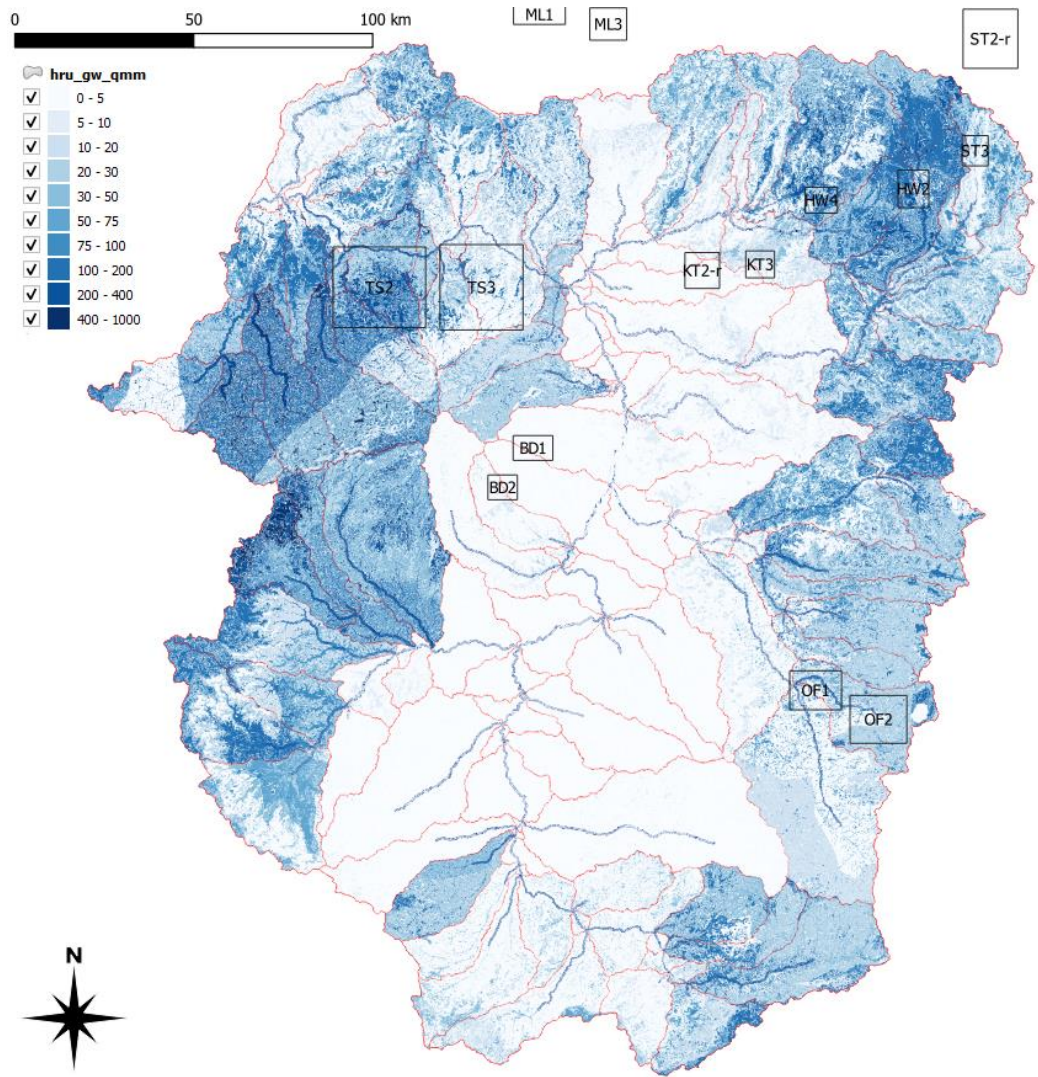 0 50 100 km
ML1
ML3
ST2-r
hru_gw_qmm
0 - 5
5 - 10
10 - 20
20 - 30
30 - 50
50 - 75
75 - 100
100 - 200
200 - 400
400 - 1000
ST3
HW2
HW4
KT2-r
KT3
TS2
TS3
BD1
BD2
OF1
OF2
N